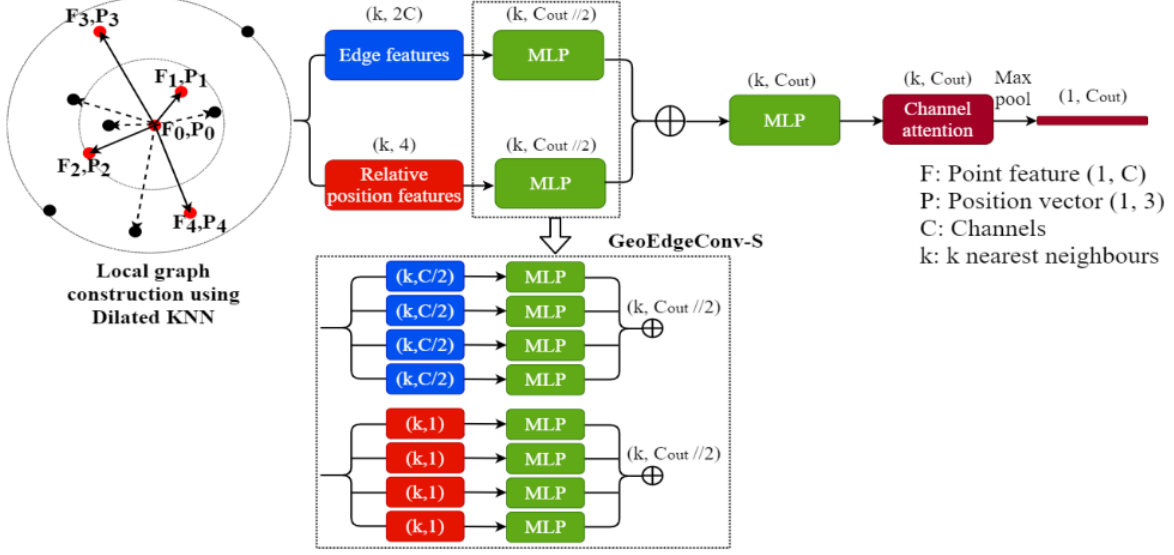 F3,P3
F1,P1
F0,P0
F2,P2
F4,P4
Local graph
construction using
Dilated KNN
(k, 2C)
Edge features
(k, Cout //2)
MLP
(k, 4)
Relative
position features
(k, Cout //2)
MLP
(k, Cout)
MLP
(k, Cout)
Channel
attention
Max
pool
(1, Cout)
F: Point feature (1, C)
P: Position vector (1, 3)
C: Channels
k: k nearest neighbours
GeoEdgeConv-S
(k,C/2) MLP
(k,C/2) MLP
(k,C/2) MLP
(k,C/2) MLP
(k, Cout //2)
(k,1) MLP
(k,1) MLP
(k,1) MLP
(k,1) MLP
(k, Cout //2)